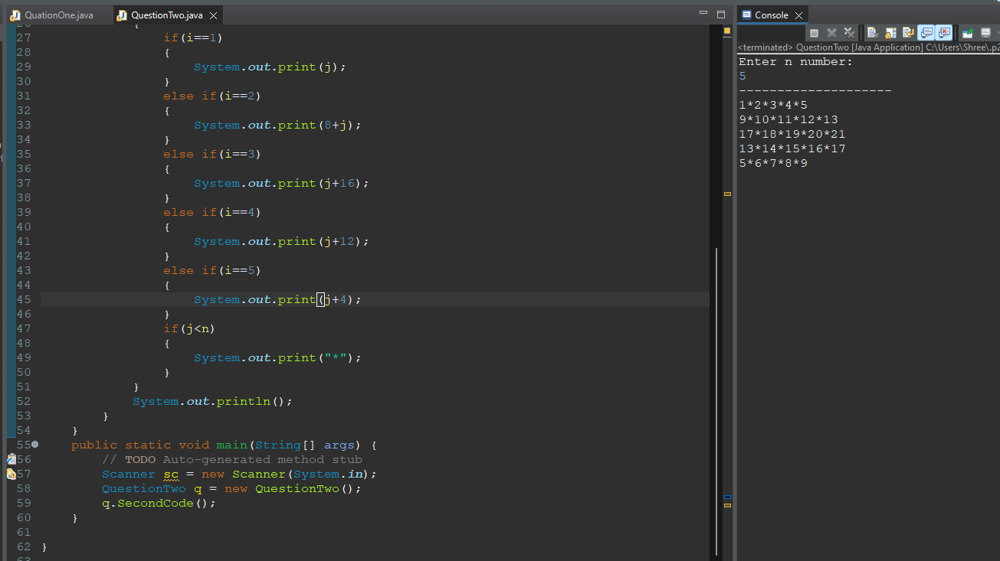 QuationOne.java
QuestionTwo.java
27 if(i==1)
28 {
29 System.out.print(j);
30 }
31 else if(i==2)
32 {
33 System.out.print(8+j);
34 }
35 else if(i==3)
36 {
37 System.out.print(j+16);
38 }
39 else if(i==4)
40 {
41 System.out.print(j+12);
42 }
43 else if(i==5)
44 {
45 System.out.print(j+4);
46 }
47 if(j<n)
48 {
49 System.out.print("*");
50 }
51 }
52 System.out.println();
53 }
54 }
55 public static void main(String[] args) {
56 // TODO Auto-generated method stub
57 Scanner sc = new Scanner(System.in);
58 QuestionTwo q = new QuestionTwo();
59 q.SecondCode();
60 }
61
62 }
Console
<terminated> QuestionTwo [Java Application] C:\Users\Shree\.p2
Enter n number:
5
--------------------
1*2*3*4*5
9*10*11*12*13
17*18*19*20*21
13*14*15*16*17
5*6*7*8*9